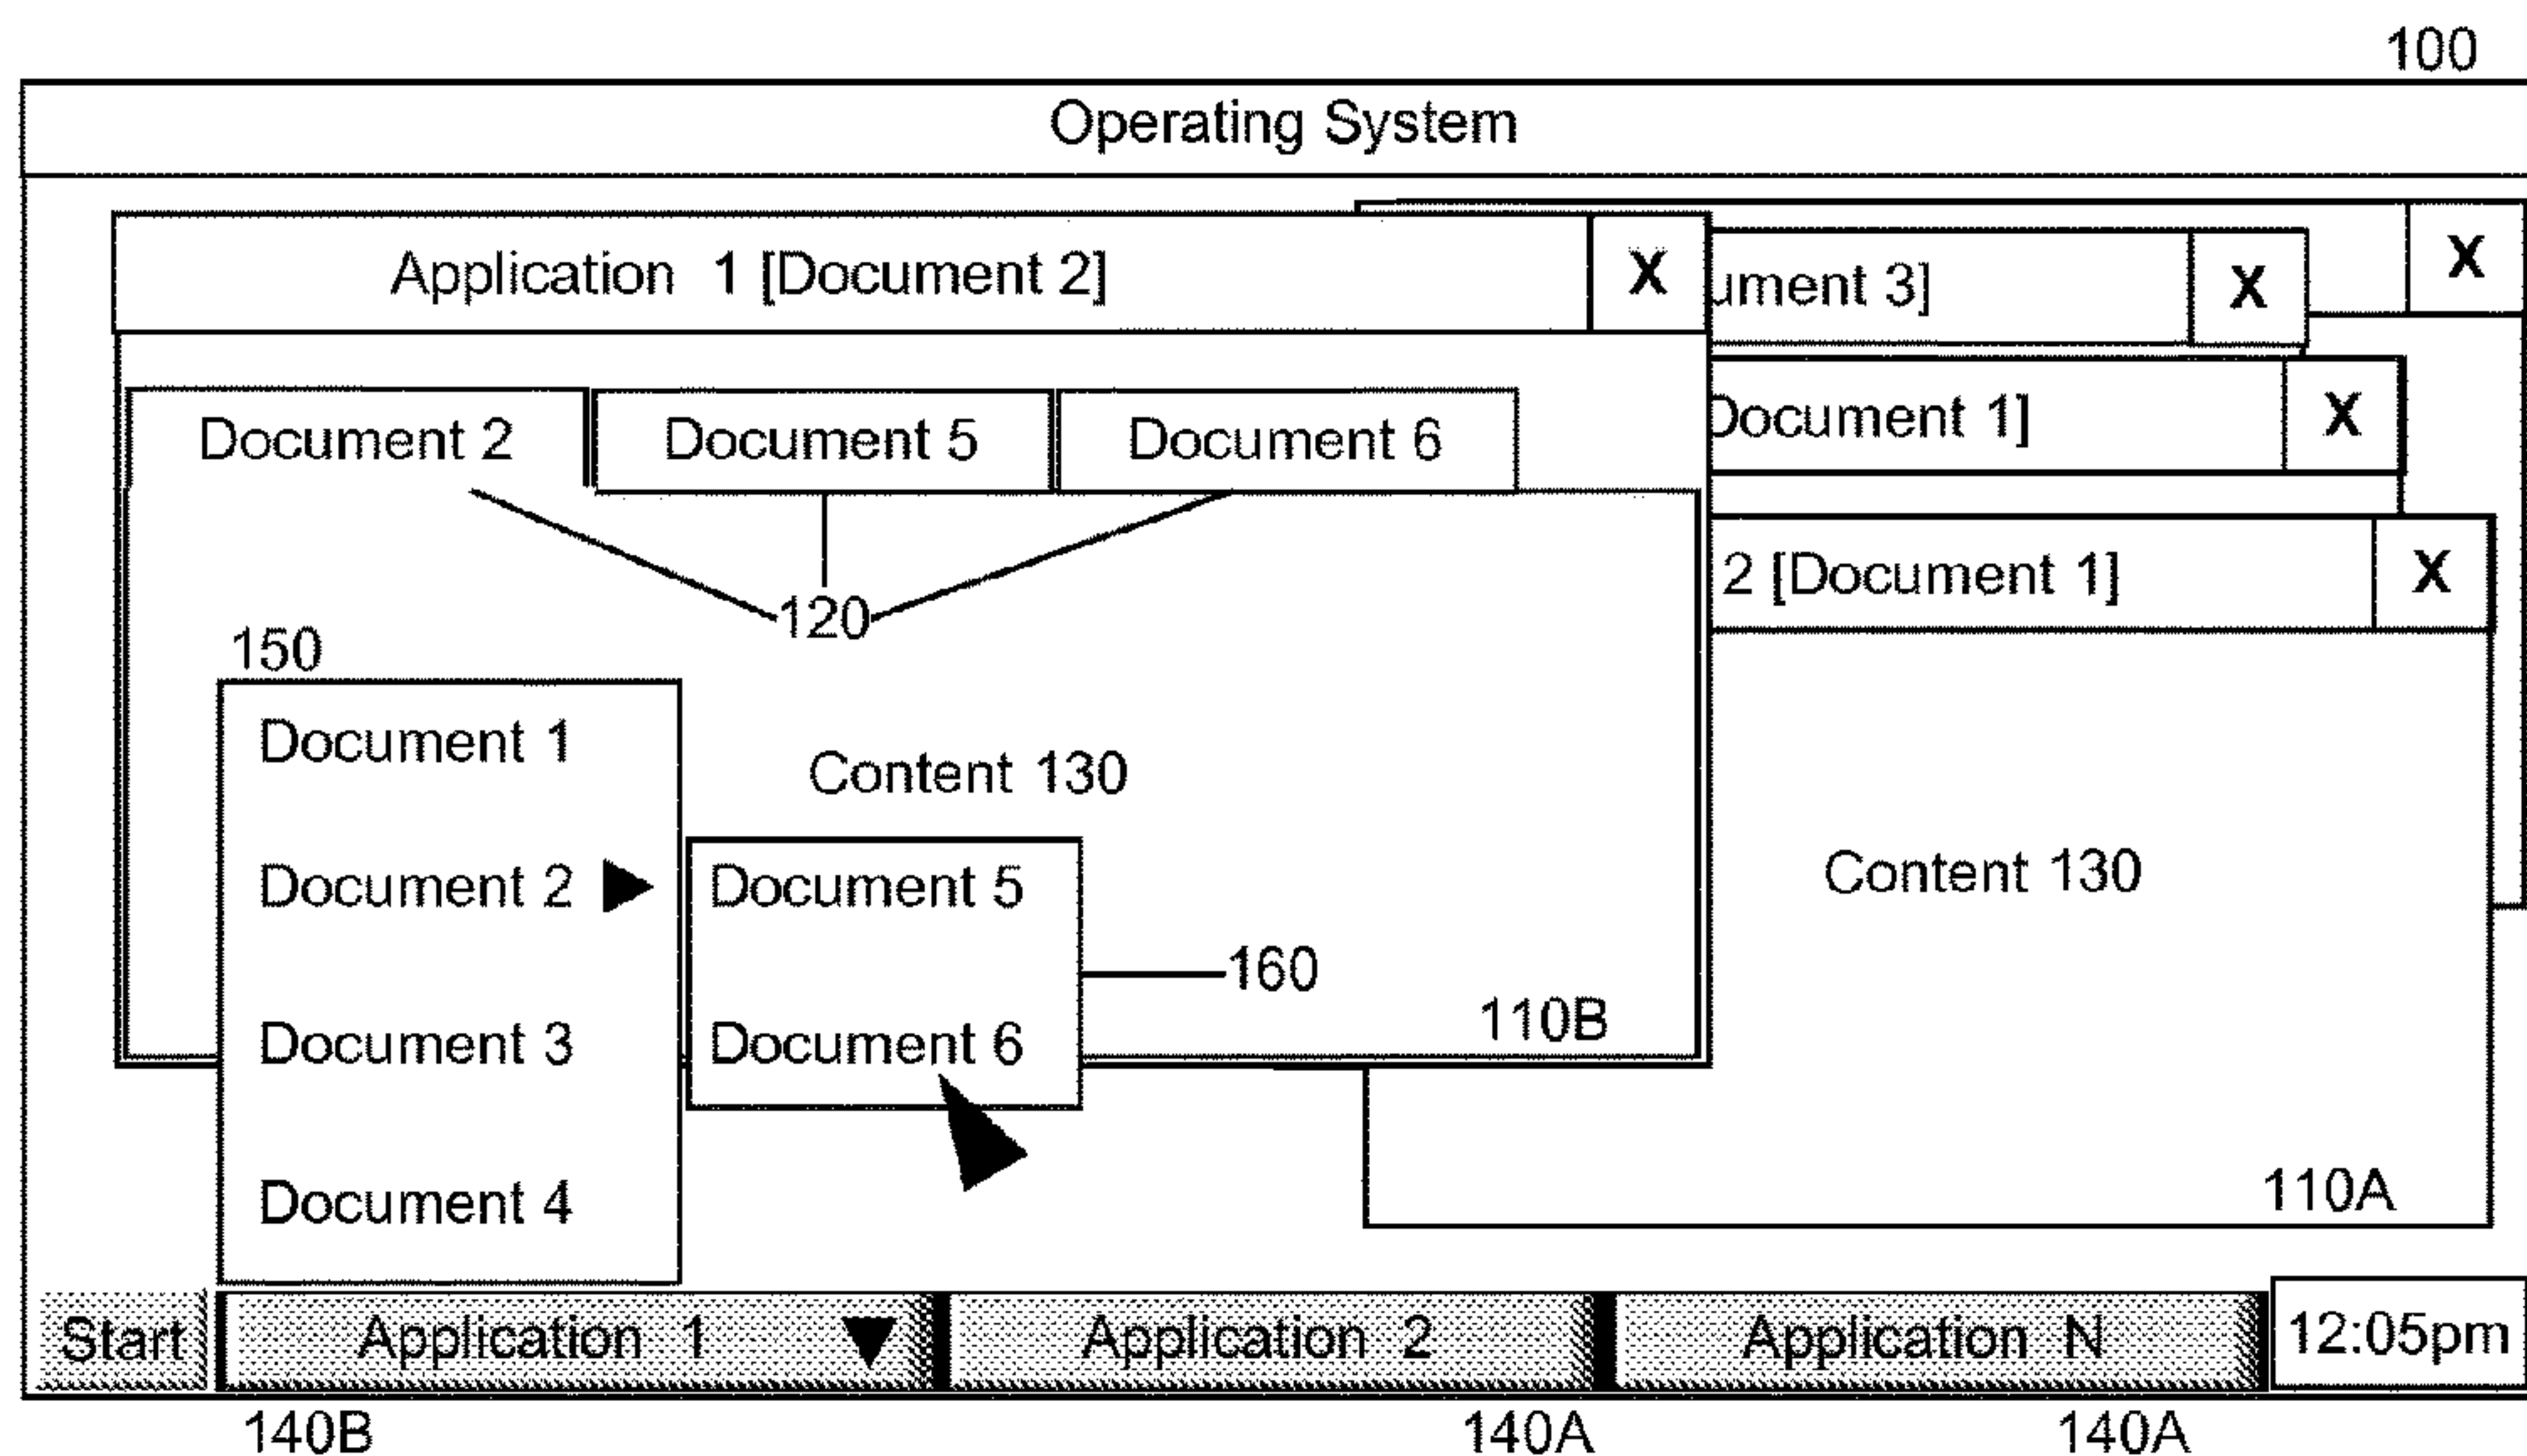 100
Operating System
Application 1 [Document 2] X
ument 3] X
X
Document 1] X
2 [Document 1] X
Document 2
Document 5
Document 6
120
150
Document 1
Document 2
Document 3
Document 4
Content 130
Document 5
Document 6
160
110B
Content 130
110A
Start
Application 1
Application 2
Application N
12:05pm
140B
140A
140A